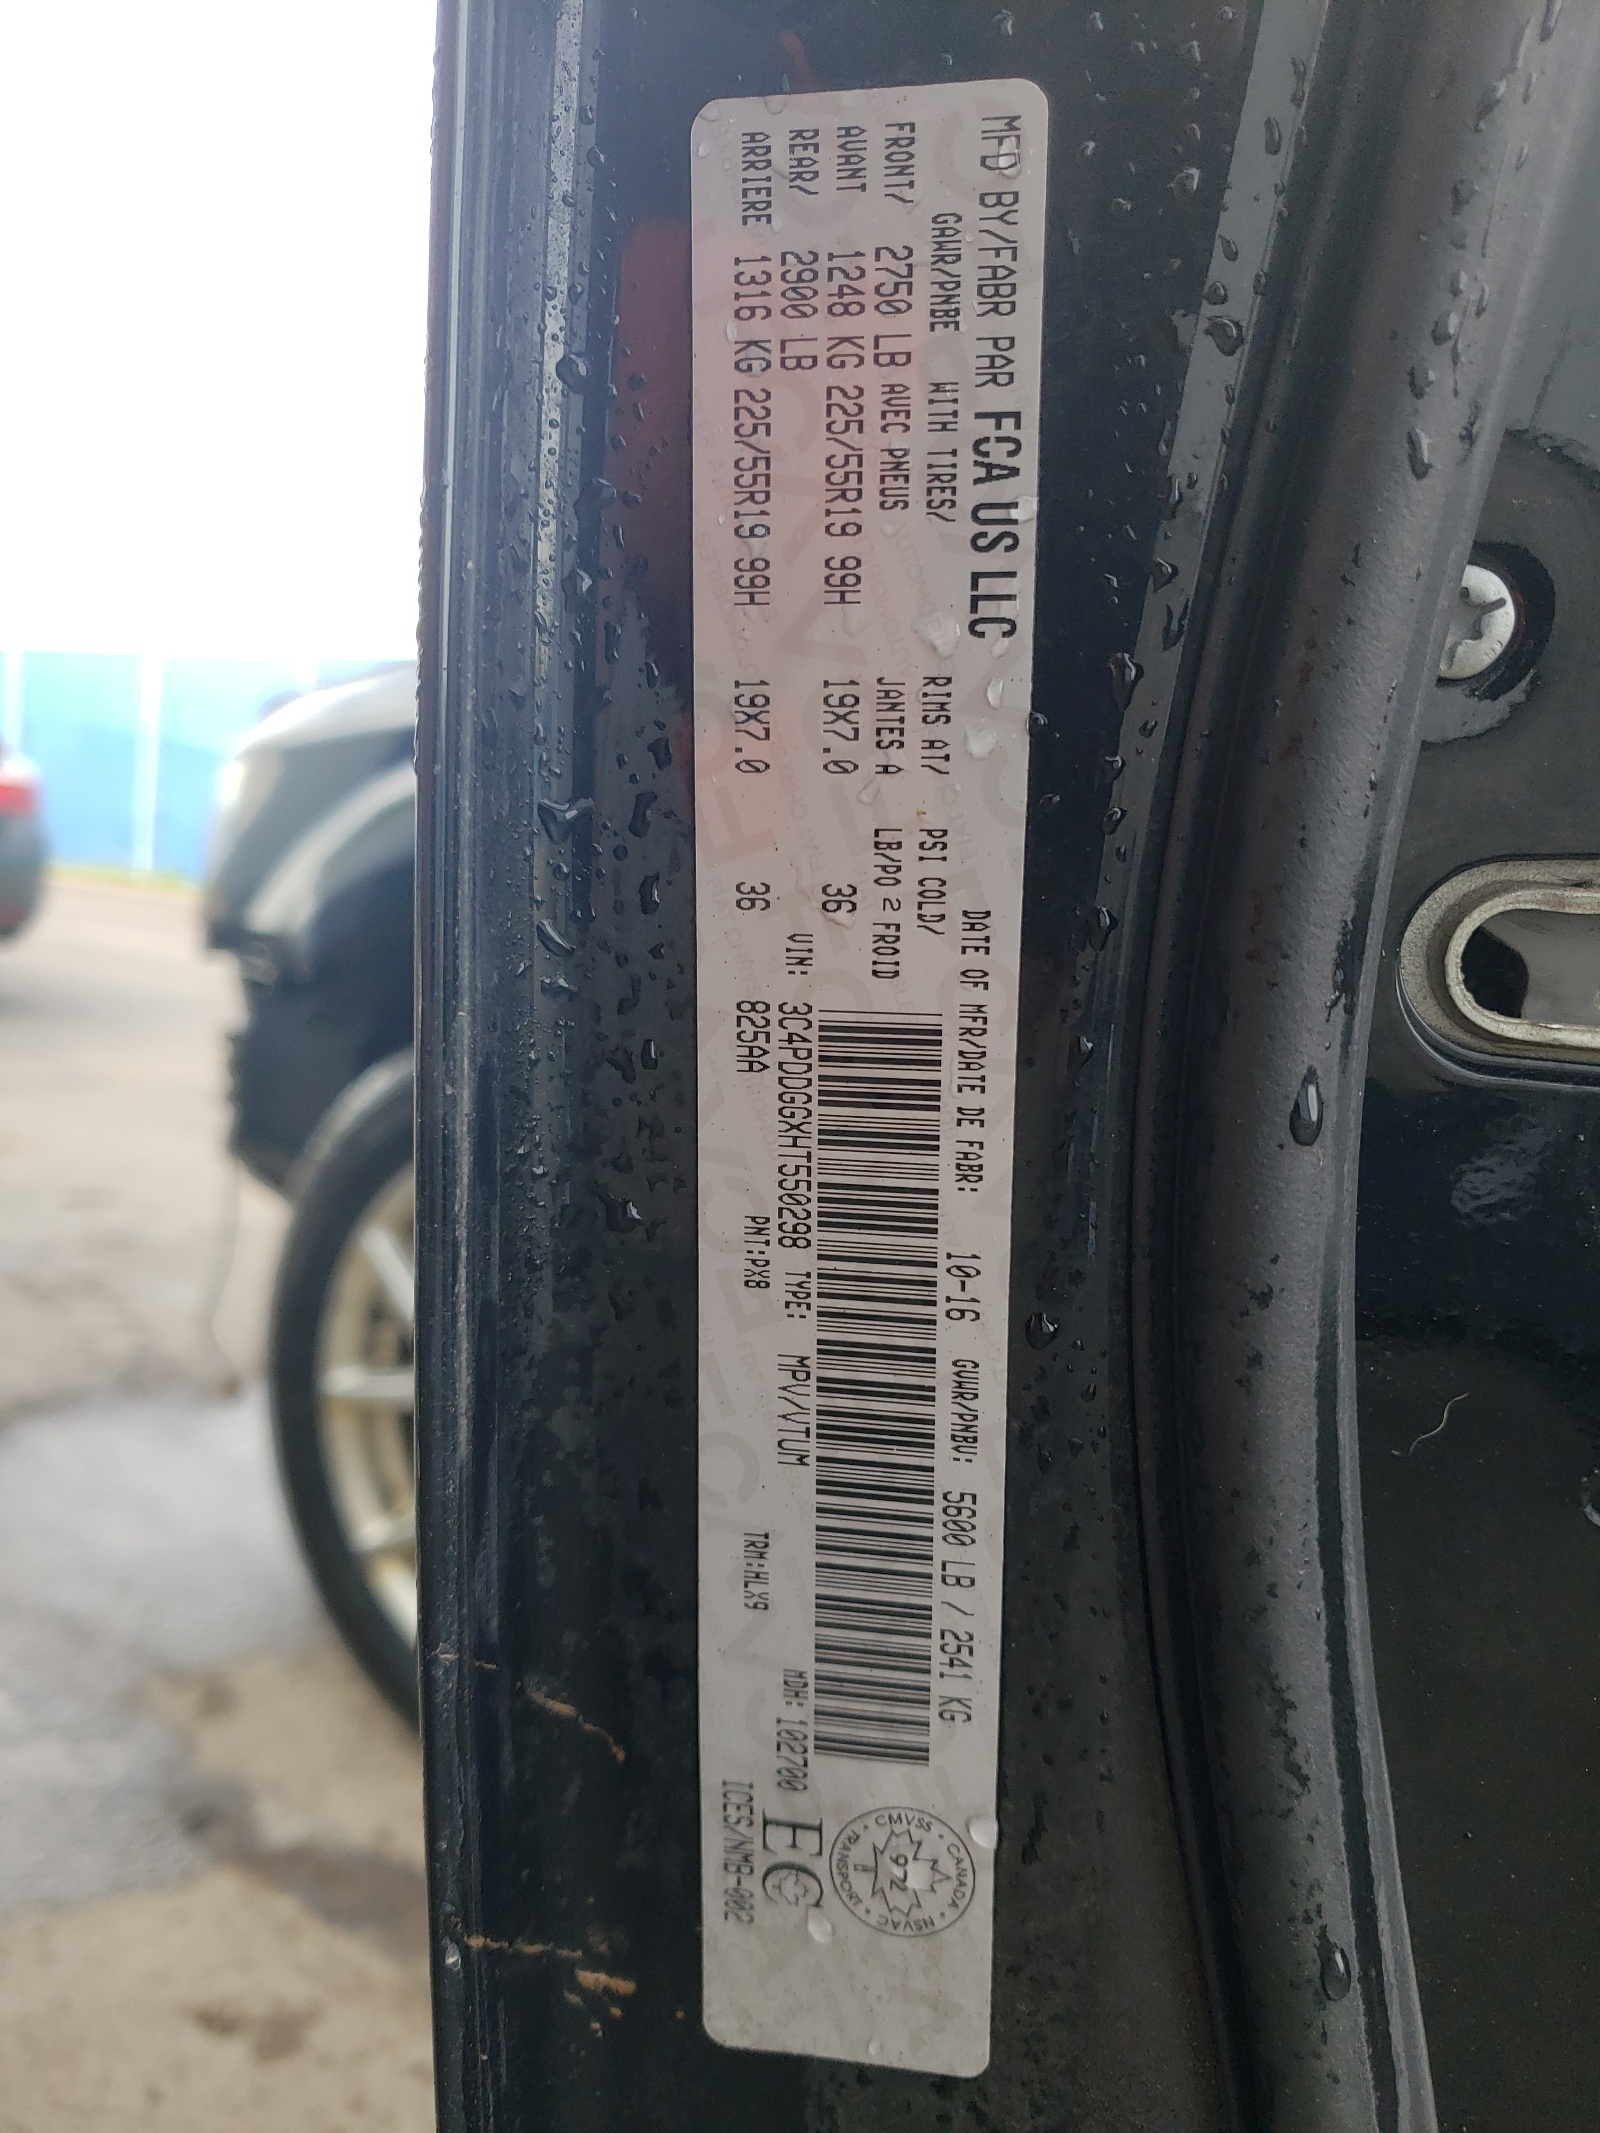 MFD BY/FABR PAR FCA US LLC
DATE OF MFR/DATE DE FABR: 10-16 GVWR/PNBV: 5600 LB / 2541 KG
GAWR/PNBE WITH TIRES/ RIMS AT/ PSI COLD/
FRONT/ 2750 LB AVEC PNEUS JANTES A LB/PO 2 FROID
AVANT 1248 KG 225/55R19 99H 19X7.0 36
REAR/ 2900 LB
ARRIERE 1316 KG 225/55R19 99H 19X7.0 36
VIN: 3C4PDDGGXHT550298 TYPE: MPV/VTUM MDH:102700
825AA PNT:PX8 TRM:HLX9
ICES/NMB-002
EC
CANADA • NSVAC • TRANSPORT • CMVSS
972